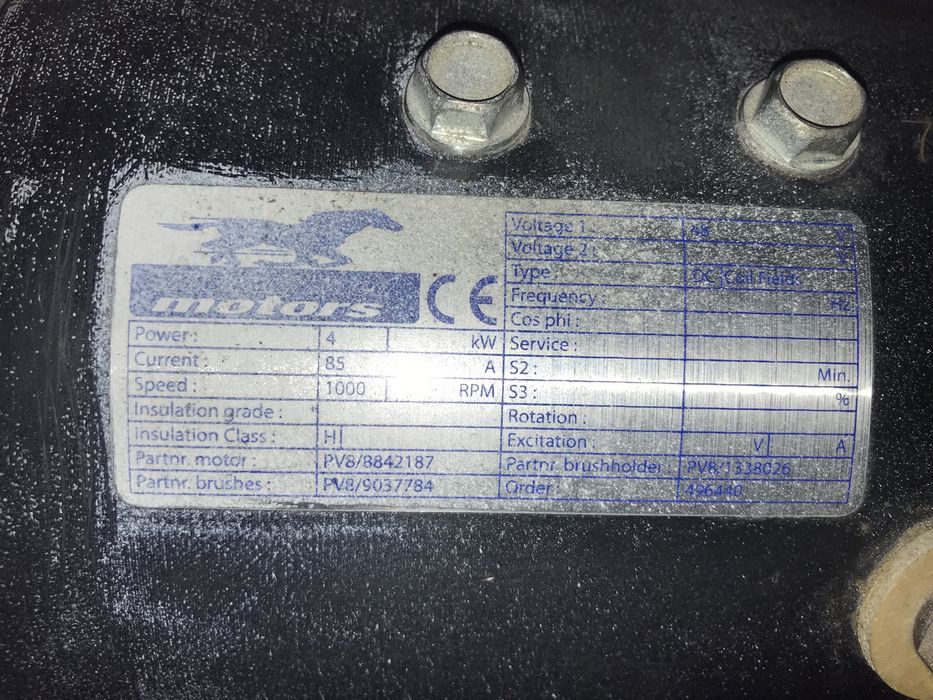 motors CE
Voltage 1 : 48 V
Voltage 2 : V
Type : DC Coil Fields
Frequency : Hz
Cos phi :
Power : 4 kW Service :
Current : 85 A S2 : Min.
Speed : 1000 RPM S3 : %
Insulation grade : Rotation :
Insulation Class : H Excitation : V A
Partnr. motor : PV8/8842187 Partnr. brushholder : PV8/1338026
Partnr. brushes : PV8/9037784 Order : 496440